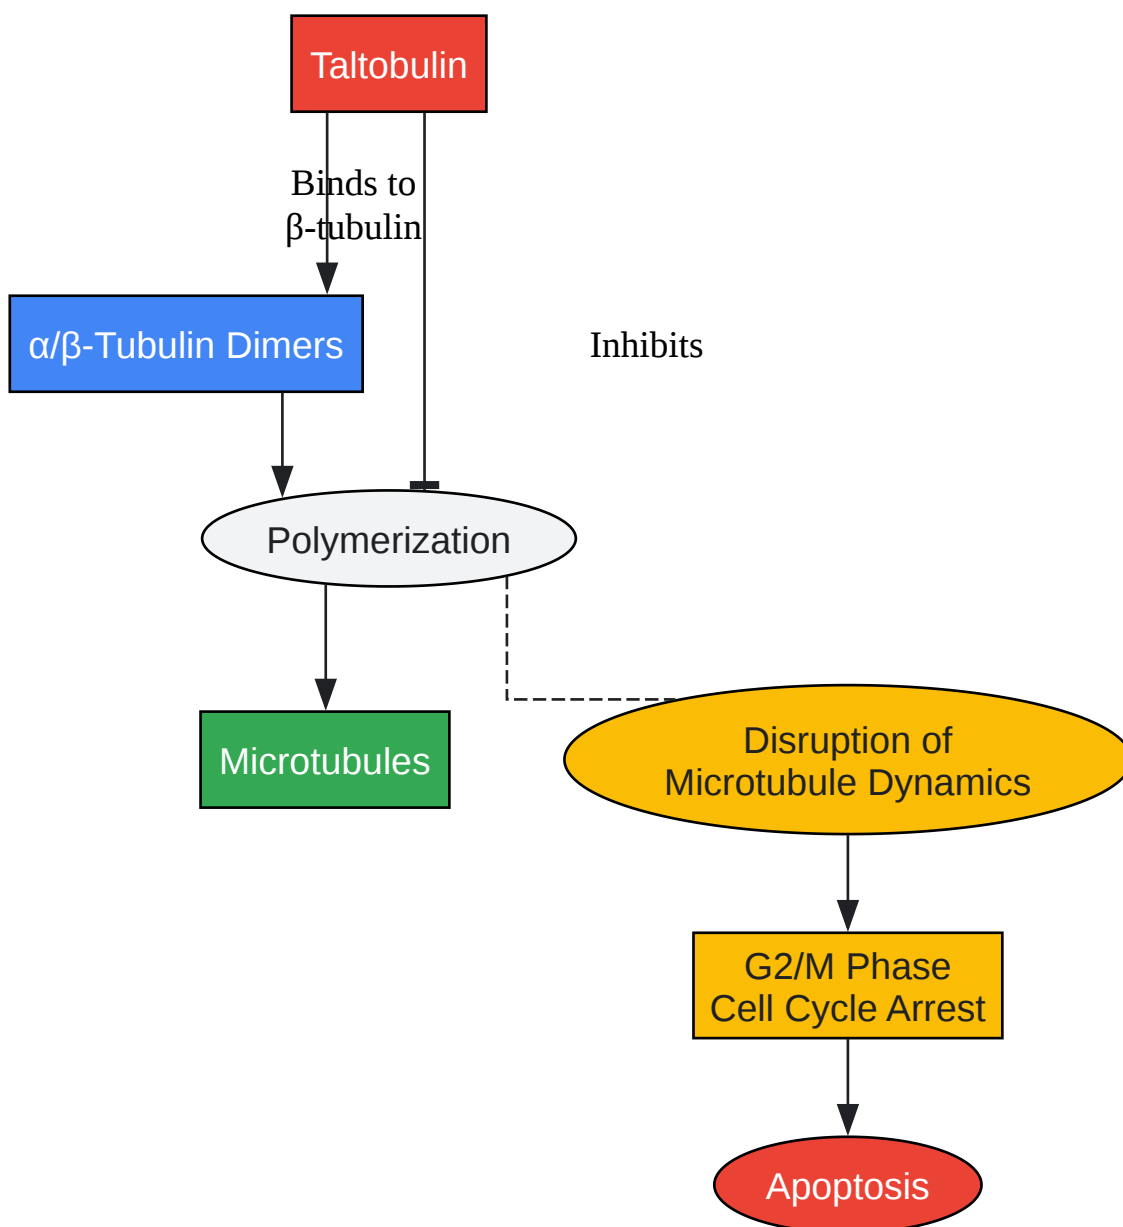 Taltobulin
Binds to
β-tubulin
α/β-Tubulin Dimers
Inhibits
Polymerization
Microtubules
Disruption of
Microtubule Dynamics
G2/M Phase
Cell Cycle Arrest
Apoptosis